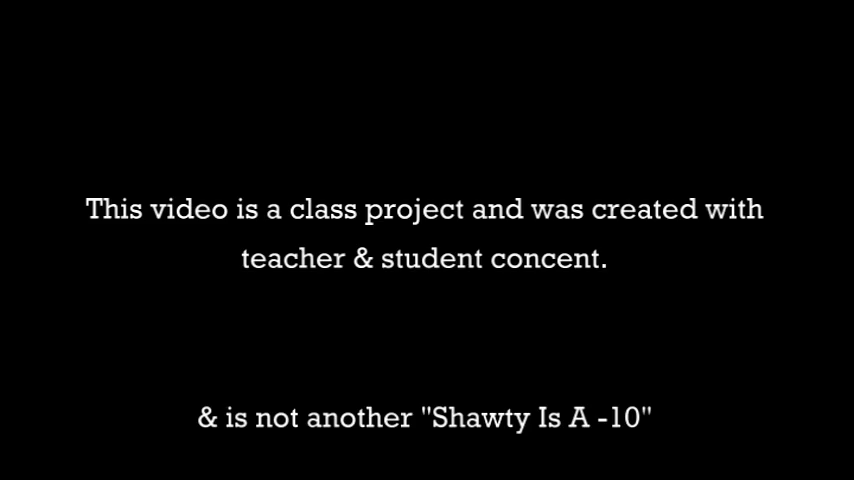 This video is a class project and was created with
teacher & student concent.
& is not another "Shawty Is A -10"